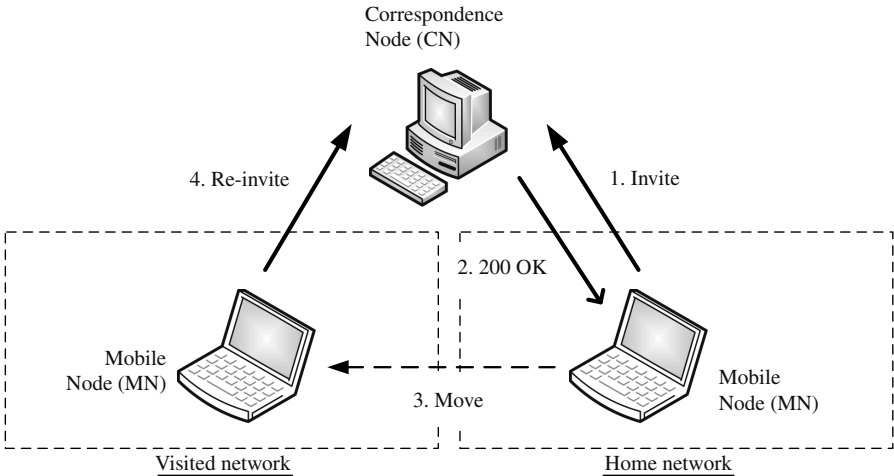 Correspondence
Node (CN)
4. Re-invite
1. Invite
2. 200 OK
Mobile
Node (MN)
3. Move
Mobile
Node (MN)
Visited network
Home network